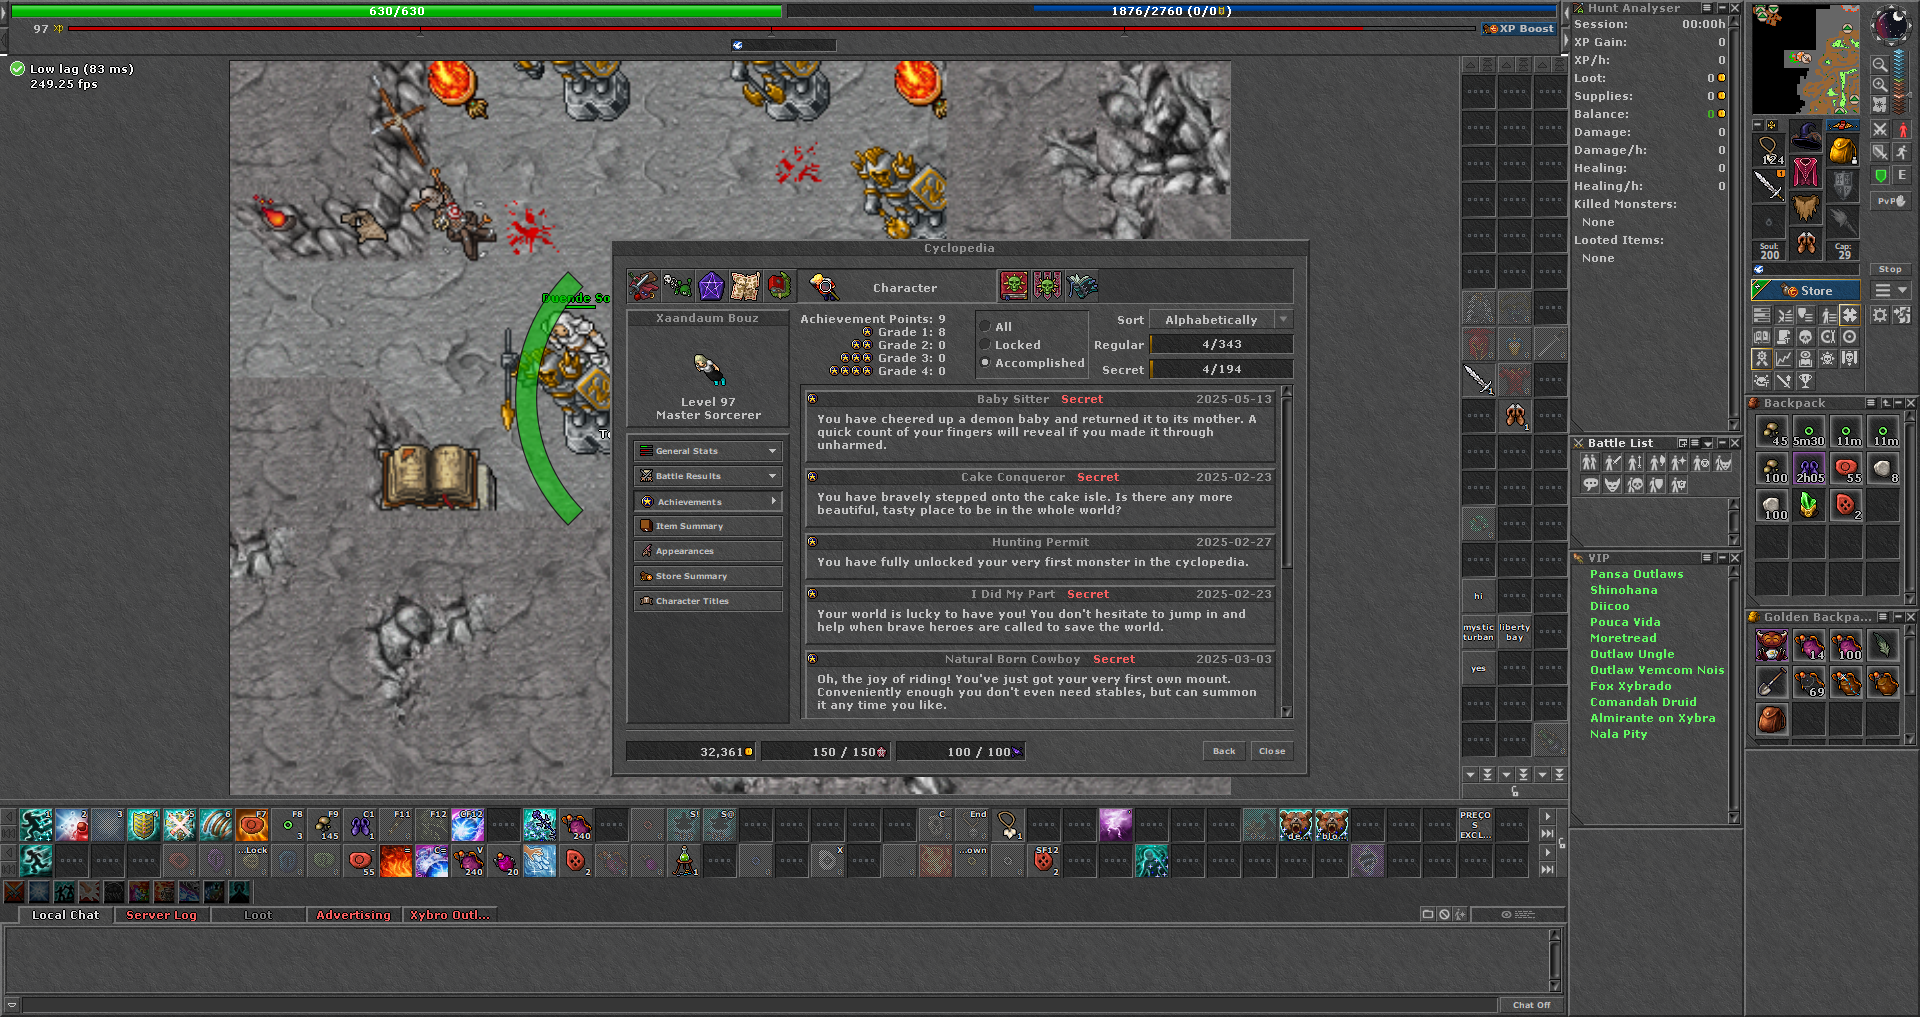 630/630
1876/2760 (0/0)
97 xp
XP Boost
Low lag (83 ms)
249.25 fps
Duende So
Cyclopedia
Character
Xaandaum Bouz
Level 97
Master Sorcerer
General Stats
Battle Results
Achievements
Item Summary
Appearances
Store Summary
Character Titles
Achievement Points: 9
Grade 1: 8
Grade 2: 0
Grade 3: 0
Grade 4: 0
All
Locked
Accomplished
Sort
Alphabetically
Regular
4/343
Secret
4/194
Baby Sitter Secret 2025-05-13
You have cheered up a demon baby and returned it to its mother. A
quick count of your fingers will reveal if you made it through
unharmed.
Cake Conqueror Secret 2025-02-23
You have bravely stepped onto the cake isle. Is there any more
beautiful, tasty place to be in the whole world?
Hunting Permit 2025-02-27
You have fully unlocked your very first monster in the cyclopedia.
I Did My Part Secret 2025-02-23
Your world is lucky to have you! You don't hesitate to jump in and
help when brave heroes are called to save the world.
Natural Born Cowboy Secret 2025-03-03
Oh, the joy of riding! You've just got your very first own mount.
Conveniently enough you don't even need stables, but can summon
it any time you like.
32,361
150 / 150
100 / 100
Back
Close
hi
mystic
turban
liberty
bay
yes
Hunt Analyser
Session: 00:00h
XP Gain: 0
XP/h: 0
Loot: 0
Supplies: 0
Balance: 0
Damage: 0
Damage/h: 0
Healing: 0
Healing/h: 0
Killed Monsters:
None
Looted Items:
None
Battle List
VIP
Pansa Outlaws
Shinohana
Diicoo
Pouca Vida
Moretread
Outlaw Ungle
Outlaw Vemcom Nois
Fox Xybrado
Comandah Druid
Almirante on Xybra
Nala Pity
124
1
E
PvP
Soul:
200
Cap:
29
Stop
Store
Backpack
45
5m30
11m
11m
100
2h05
55
8
100
2
Golden Backpa...
14
100
69
1
2
3
4
5
6
F7
F8
3
F9
145
C1
1
F11
F12
CF12
240
S!
S@
C
End
1
de...
blo...
PRECO
S
EXCL...
...Lock
55
V
240
20
2
1
X
...own
SF12
2
Local Chat
Server Log
Loot
Advertising
Xybro Outl...
Chat Off